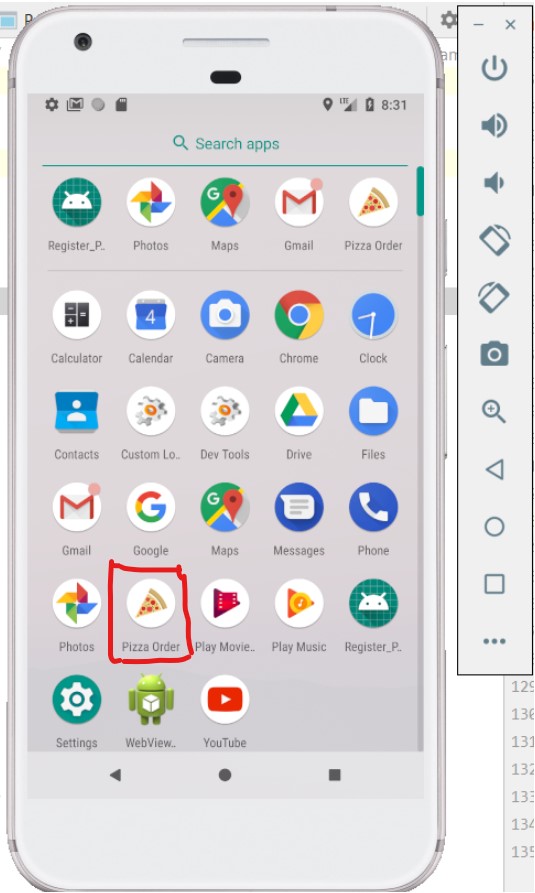 P
8:31
Search apps
Register_P..
Photos
Maps
Gmail
Pizza Order
Calculator
4
Calendar
Camera
Chrome
Clock
Contacts
Custom Lo..
Dev Tools
Drive
Files
Gmail
Google
Maps
Messages
Phone
Photos
Pizza Order
Play Movie..
Play Music
Register_P..
Settings
WebView..
YouTube
129
130
131
132
133
134
135